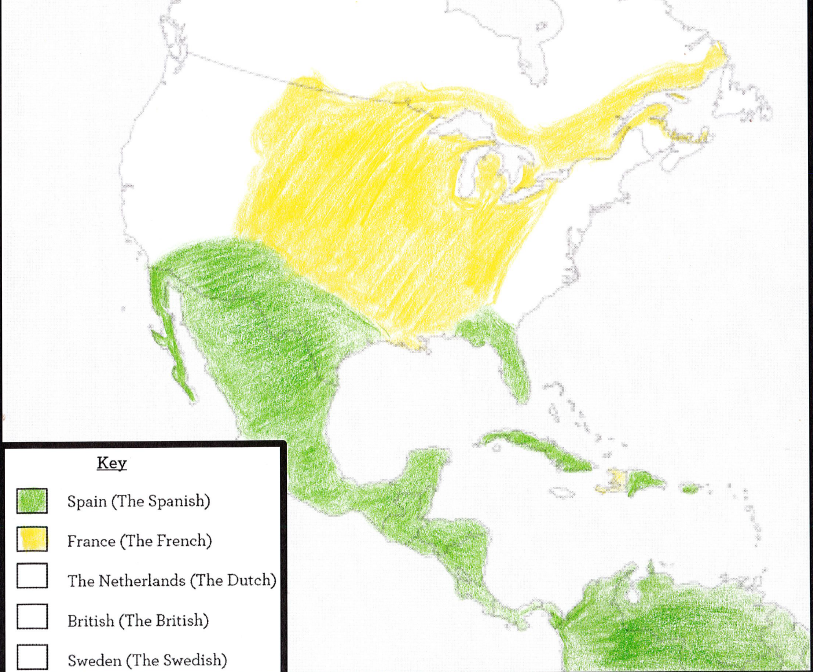 Key
Spain (The Spanish)
France (The French)
The Netherlands (The Dutch)
British (The British)
Sweden (The Swedish)